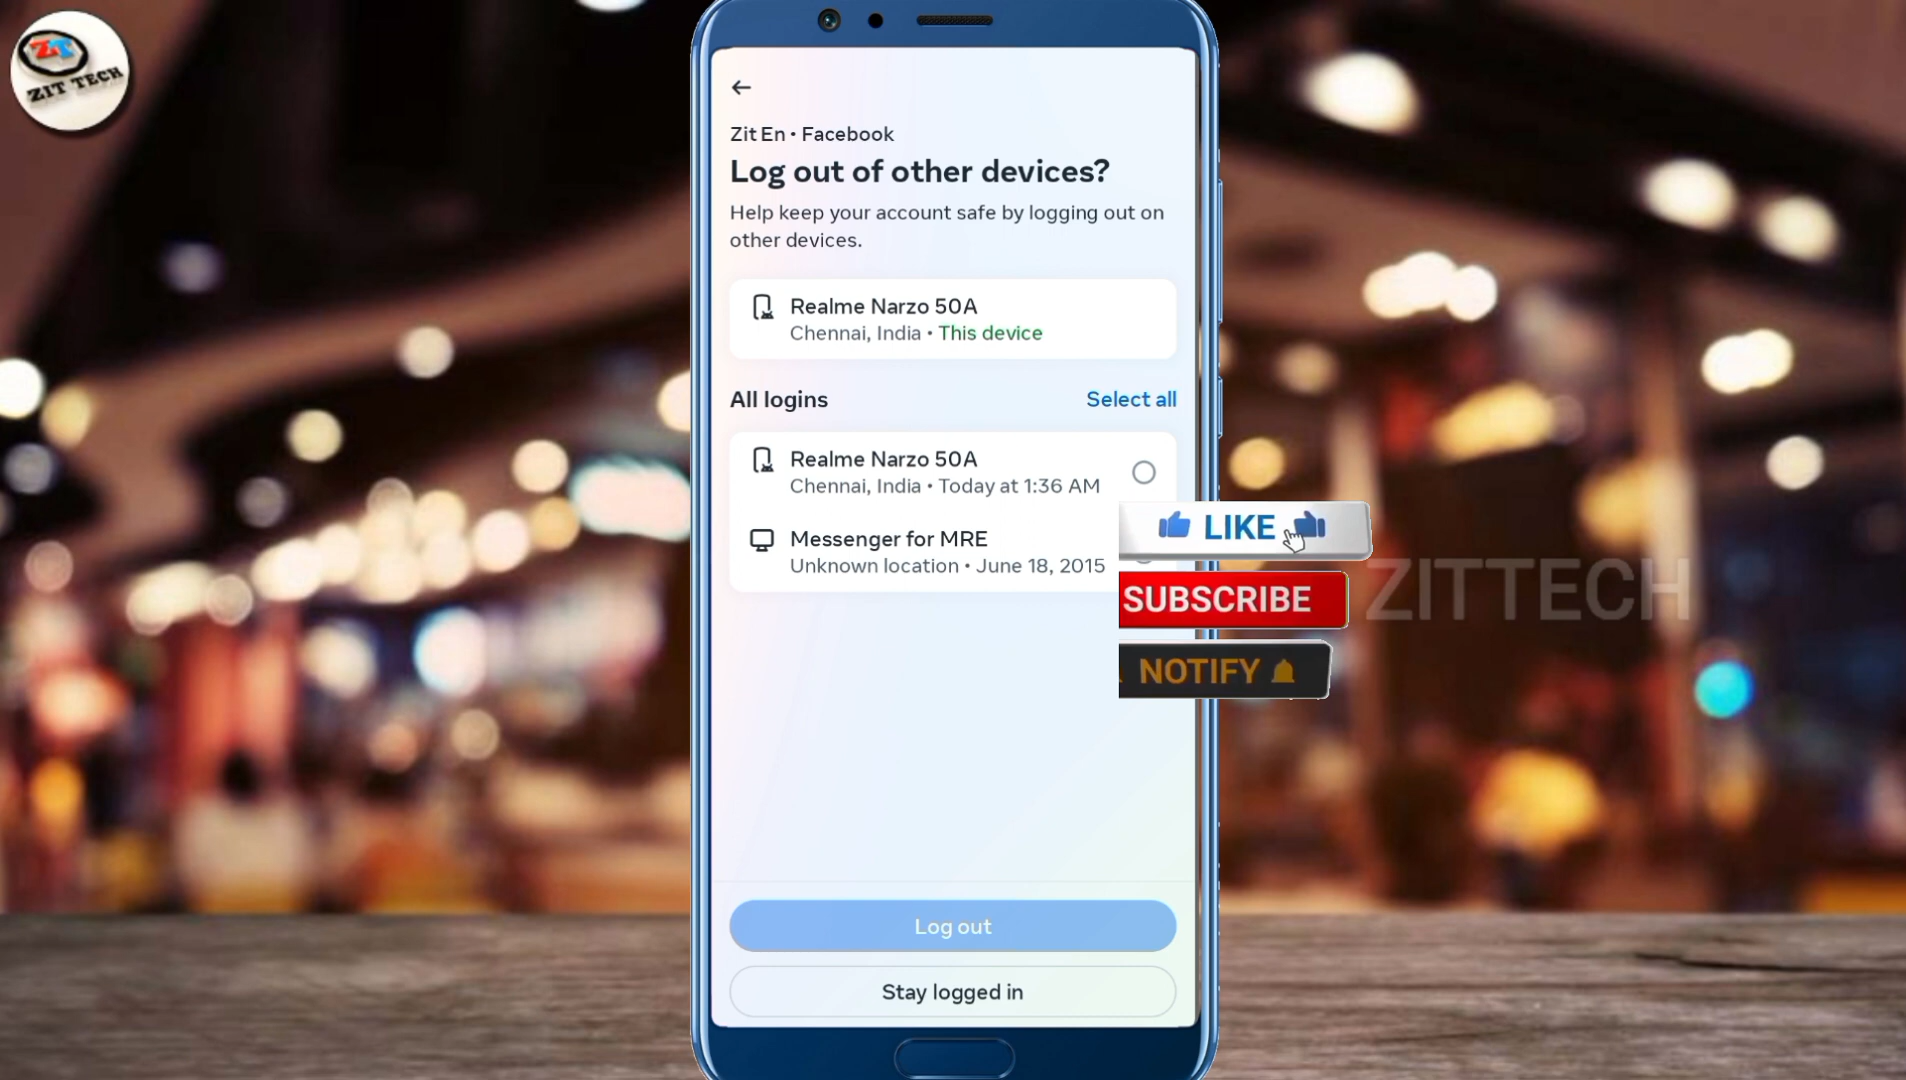 ZT
ZIT TECH
Zit En • Facebook
Log out of other devices?
Help keep your account safe by logging out on
other devices.
Realme Narzo 50A
Chennai, India • This device
All logins
Select all
Realme Narzo 50A
Chennai, India • Today at 1:36 AM
Messenger for MRE
Unknown location • June 18, 2015
LIKE
SUBSCRIBE
NOTIFY
ZITTECH
Log out
Stay logged in